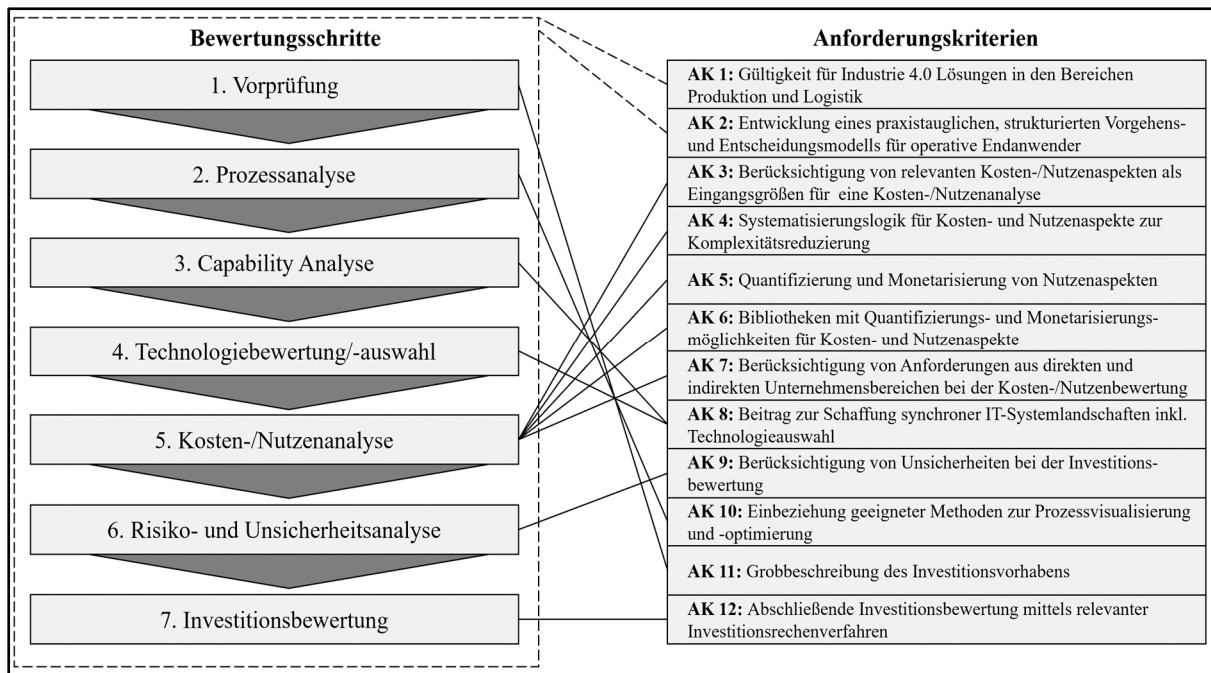 Bewertungsschritte
1. Vorprüfung
2. Prozessanalyse
3. Capability Analyse
4. Technologiebewertung/-auswahl
5. Kosten-/Nutzenanalyse
6. Risiko- und Unsicherheitsanalyse
7. Investitionsbewertung
Anforderungskriterien
AK 1: Gültigkeit für Industrie 4.0 Lösungen in den Bereichen
Produktion und Logistik
AK 2: Entwicklung eines praxistauglichen, strukturierten Vorgehens-
und Entscheidungsmodells für operative Endanwender
AK 3: Berücksichtigung von relevanten Kosten-/Nutzenaspekten als
Eingangsgrößen für eine Kosten-/Nutzenanalyse
AK 4: Systematisierungslogik für Kosten- und Nutzenaspekte zur
Komplexitätsreduzierung
AK 5: Quantifizierung und Monetarisierung von Nutzenaspekten
AK 6: Bibliotheken mit Quantifizierungs- und Monetarisierungs-
möglichkeiten für Kosten- und Nutzenaspekte
AK 7: Berücksichtigung von Anforderungen aus direkten und
indirekten Unternehmensbereichen bei der Kosten-/Nutzenbewertung
AK 8: Beitrag zur Schaffung synchroner IT-Systemlandschaften inkl.
Technologieauswahl
AK 9: Berücksichtigung von Unsicherheiten bei der Investitions-
bewertung
AK 10: Einbeziehung geeigneter Methoden zur Prozessvisualisierung
und -optimierung
AK 11: Grobbeschreibung des Investitionsvorhabens
AK 12: Abschließende Investitionsbewertung mittels relevanter
Investitionsrechenverfahren